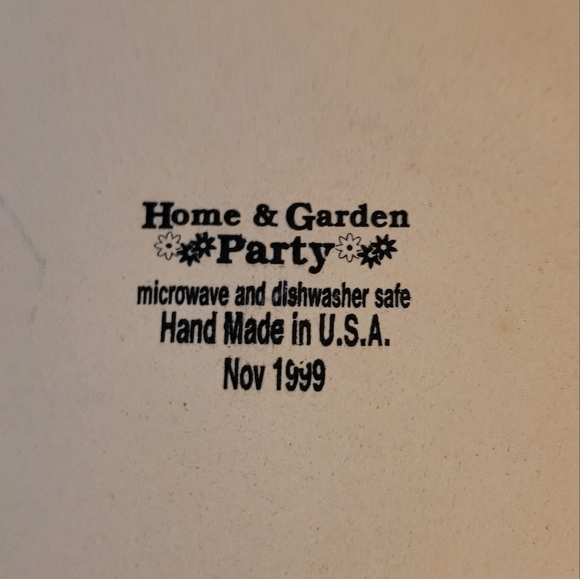 Home & Garden
Party
microwave and dishwasher safe
Hand Made in U.S.A.
Nov 1999